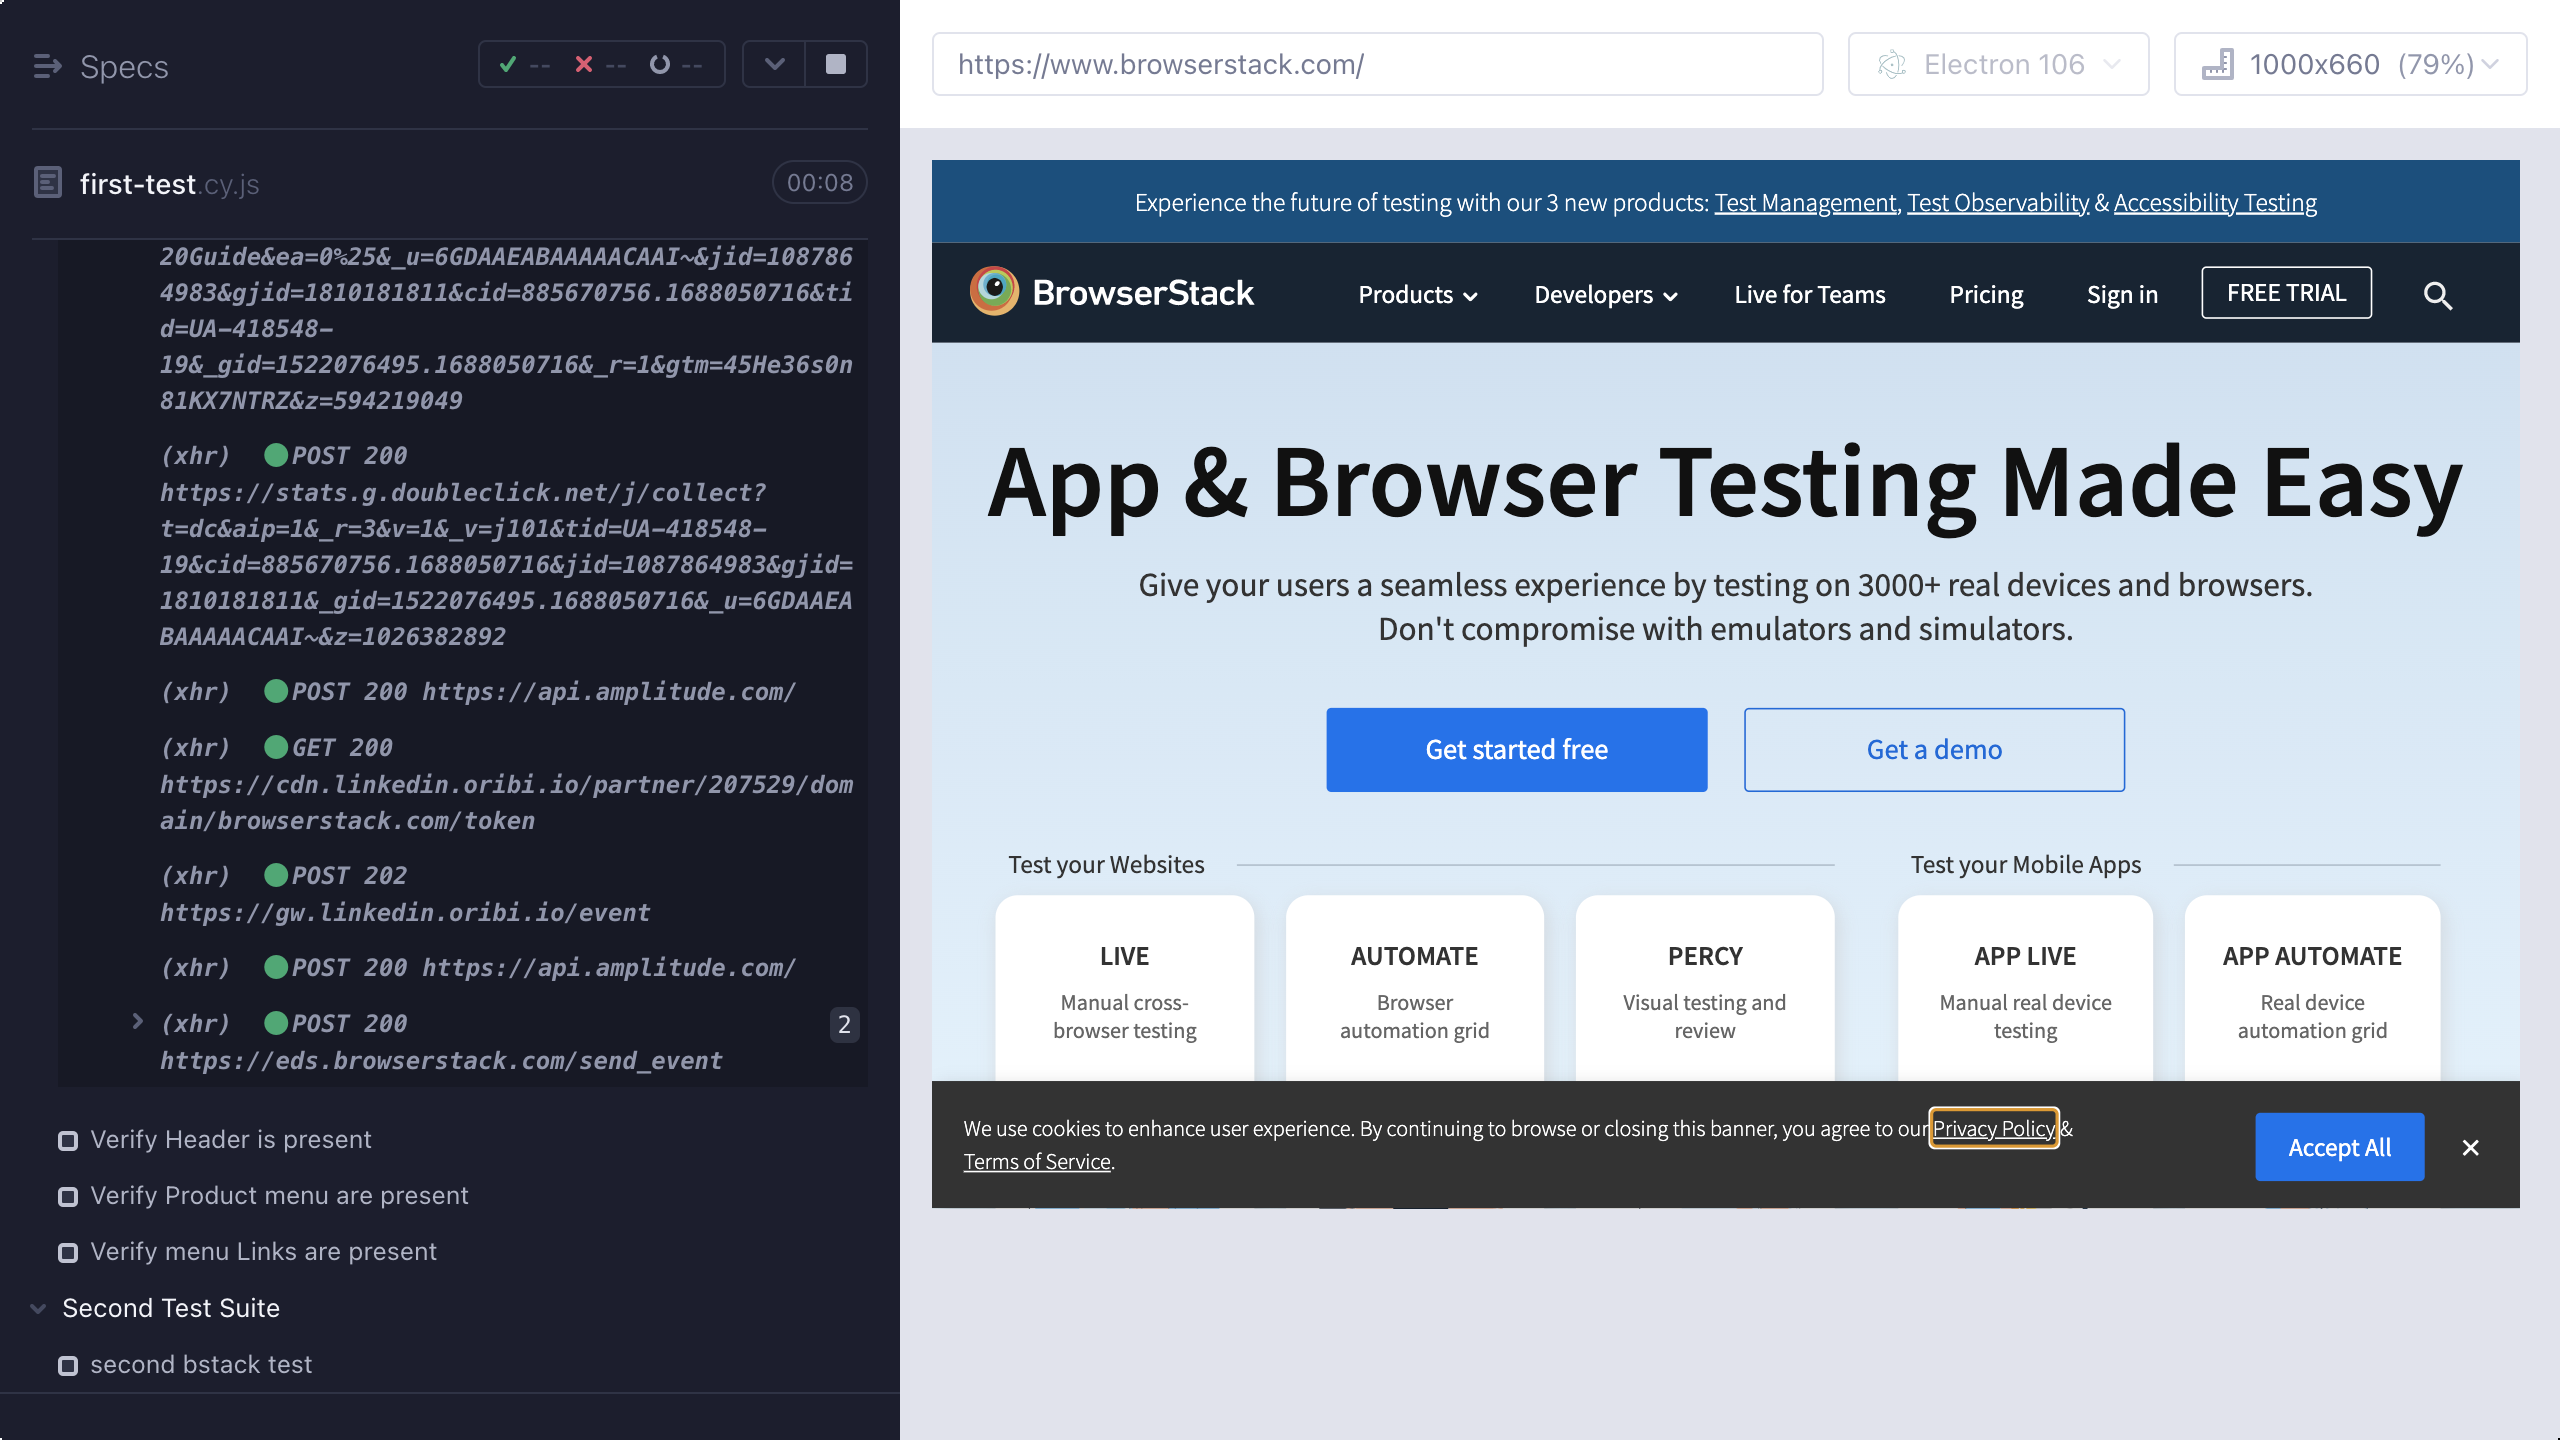 Specs
-- -- --
first-test.cy.js
00:08
20Guide&ea=0%25&_u=6GDAAEABAAAAACAAI~&jid=108786
4983&gjid=1810181811&cid=885670756.1688050716&ti
d=UA-418548-
19&_gid=1522076495.1688050716&_r=1&gtm=45He36s0n
81KX7NTRZ&z=594219049
(xhr) POST 200
https://stats.g.doubleclick.net/j/collect?
t=dc&aip=1&_r=3&v=1&_v=j101&tid=UA-418548-
19&cid=885670756.1688050716&jid=1087864983&gjid=
1810181811&_gid=1522076495.1688050716&_u=6GDAAEA
BAAAAACAAI~&z=1026382892
(xhr) POST 200 https://api.amplitude.com/
(xhr) GET 200
https://cdn.linkedin.oribi.io/partner/207529/dom
ain/browserstack.com/token
(xhr) POST 202
https://gw.linkedin.oribi.io/event
(xhr) POST 200 https://api.amplitude.com/
(xhr) POST 200
2
https://eds.browserstack.com/send_event
Verify Header is present
Verify Product menu are present
Verify menu Links are present
Second Test Suite
second bstack test
https://www.browserstack.com/
Electron 106
1000x660 (79%)
Experience the future of testing with our 3 new products: Test Management, Test Observability & Accessibility Testing
BrowserStack
Products
Developers
Live for Teams
Pricing
Sign in
FREE TRIAL
App & Browser Testing Made Easy
Give your users a seamless experience by testing on 3000+ real devices and browsers.
Don't compromise with emulators and simulators.
Get started free
Get a demo
Test your Websites
LIVE
Manual cross-
browser testing
AUTOMATE
Browser
automation grid
PERCY
Visual testing and
review
Test your Mobile Apps
APP LIVE
Manual real device
testing
APP AUTOMATE
Real device
automation grid
We use cookies to enhance user experience. By continuing to browse or closing this banner, you agree to our Privacy Policy &
Terms of Service.
Accept All